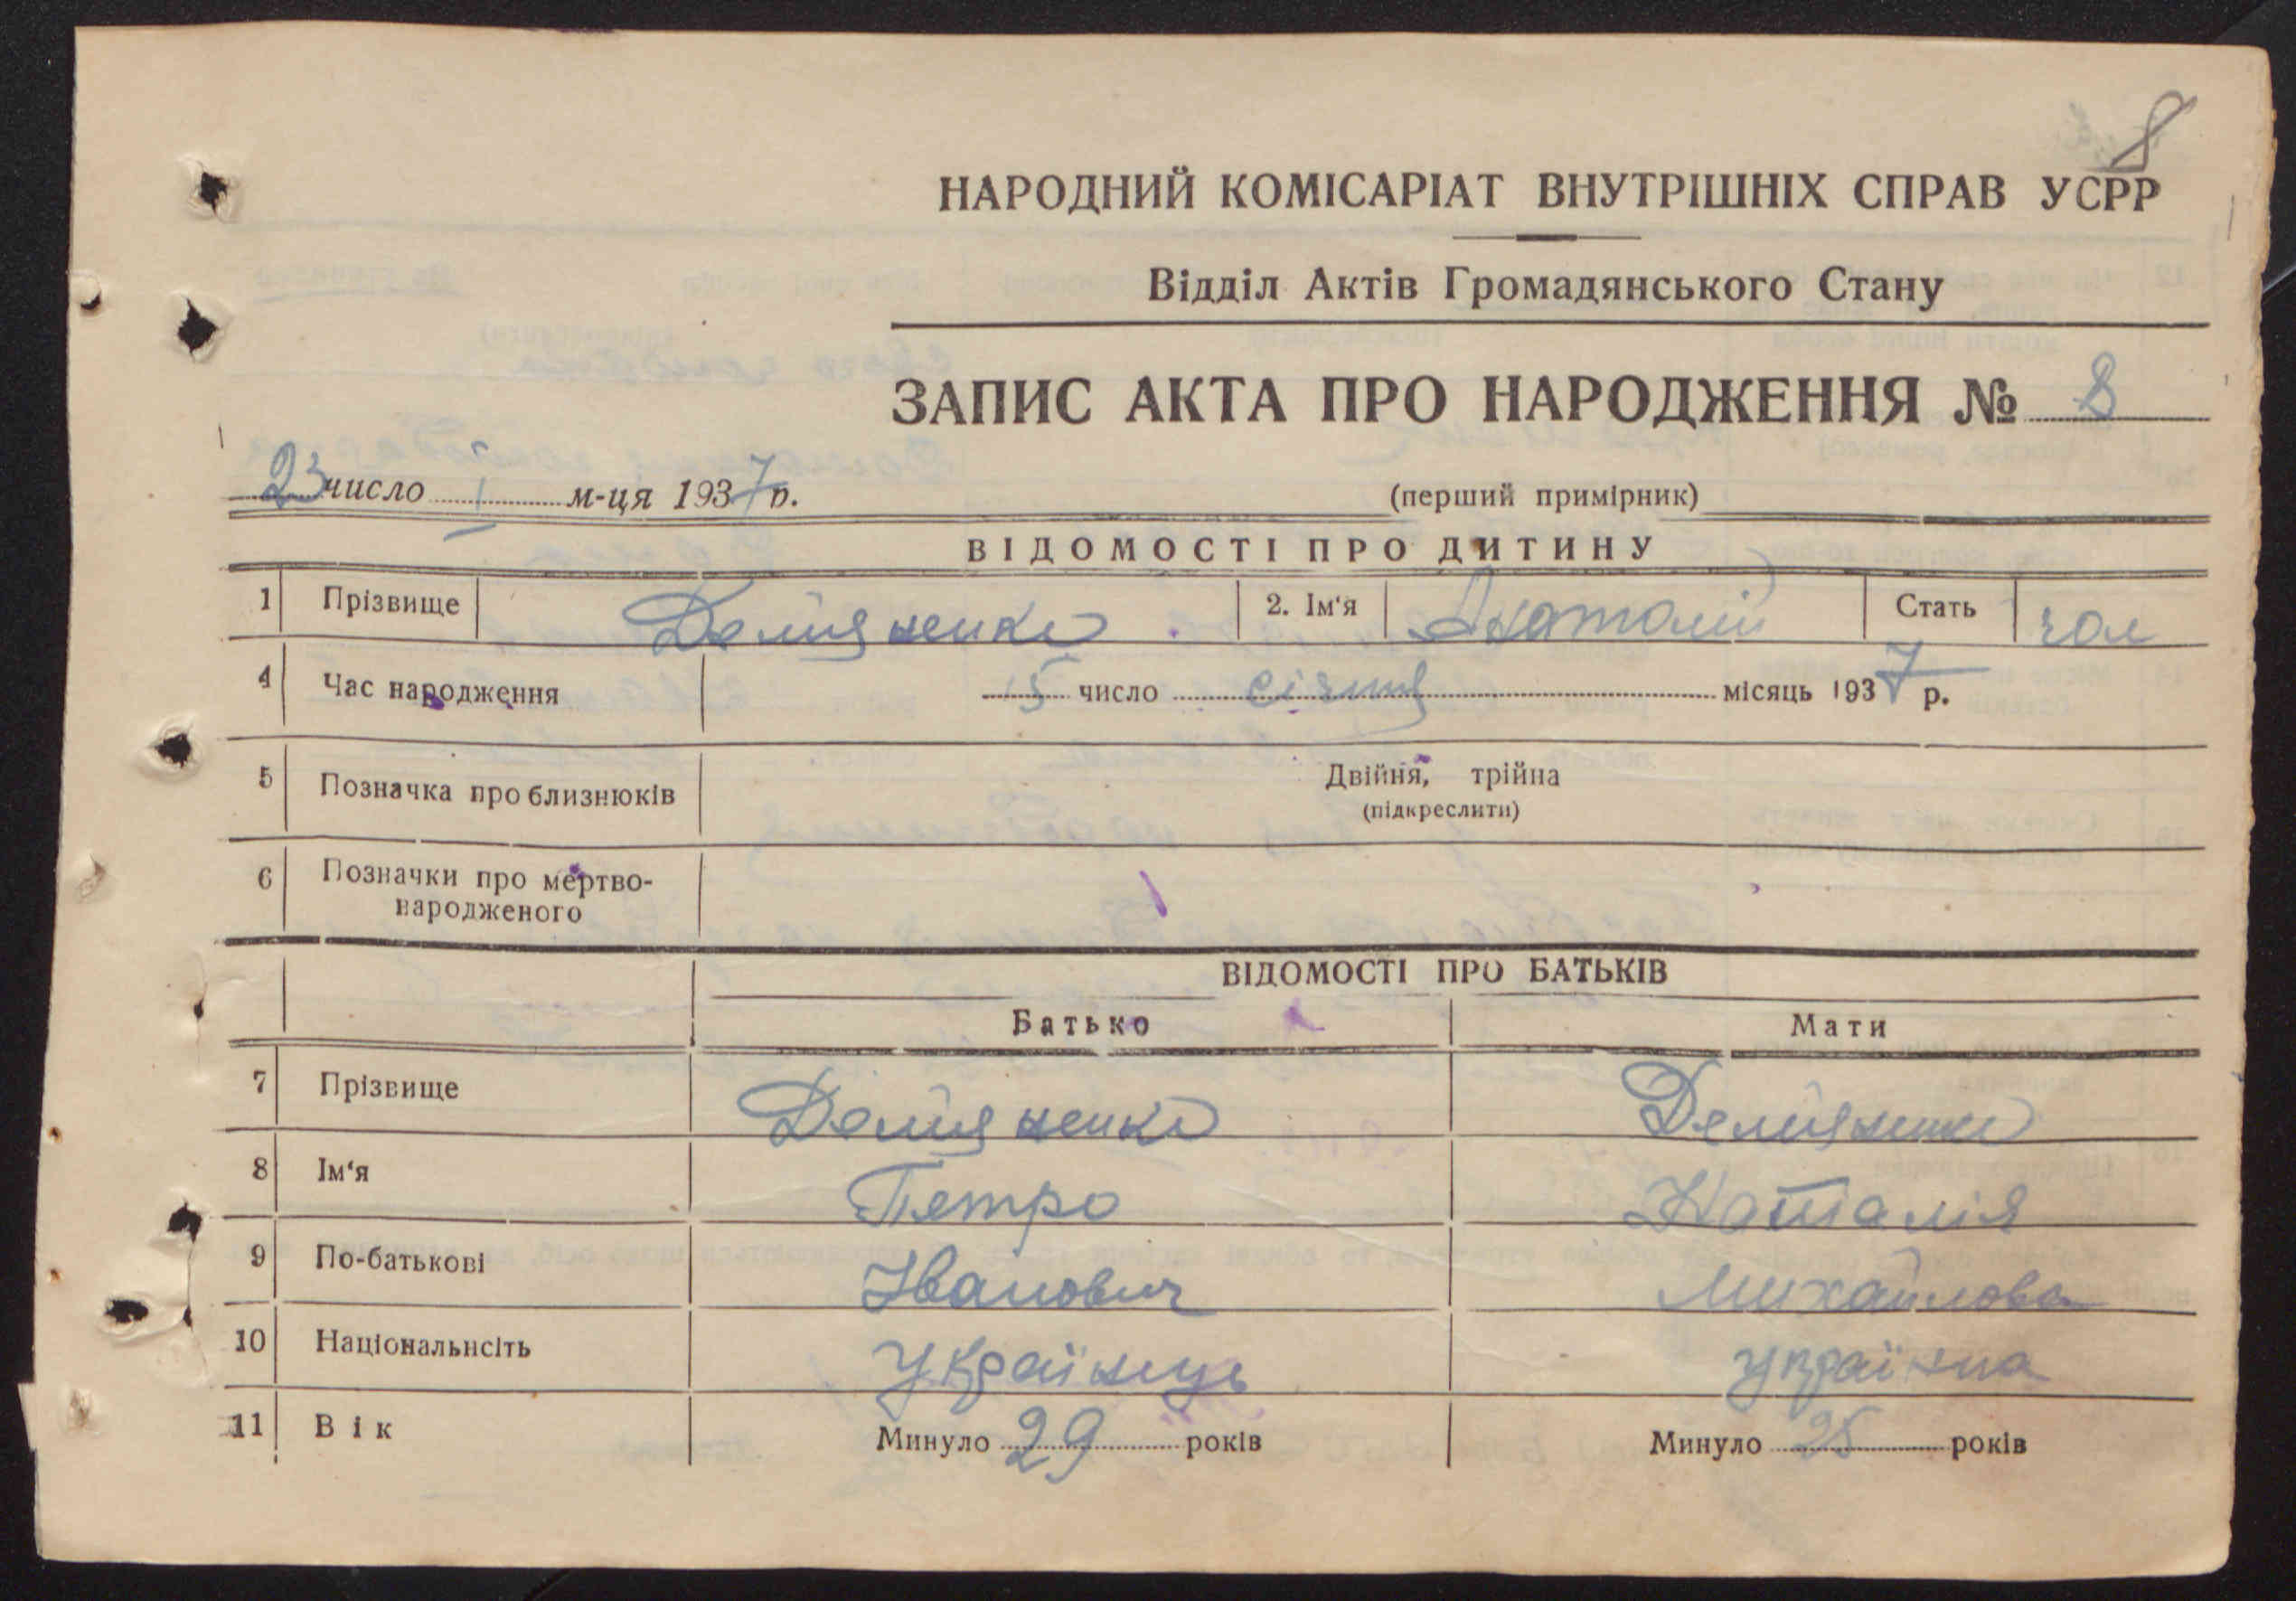 8
НАРОДНИЙ КОМІСАРІАТ ВНУТРІШНІХ СПРАВ УСРР
Відділ Актів Громадянського Стану
ЗАПИС АКТА ПРО НАРОДЖЕННЯ № 8
23 число I м-ця 1937 р. (перший примірник)
ВІДОМОСТІ ПРО ДИТИНУ
1 Прізвище 2. Ім'я Анатолій Стать чол
4 Час народження 15 число січня місяць 1937 р.
5 Позначка про близнюків Двійня, трійна
(підкреслити)
6 Позначки про мертво-
народженого
ВІДОМОСТІ ПРО БАТЬКІВ
Батько Мати
7 Прізвище
8 Ім'я Петро Наталія
9 По-батькові Іванович Михайлова
10 Національнсіть Українець Українка
11 Вік Минуло 29 років Минуло 25 років